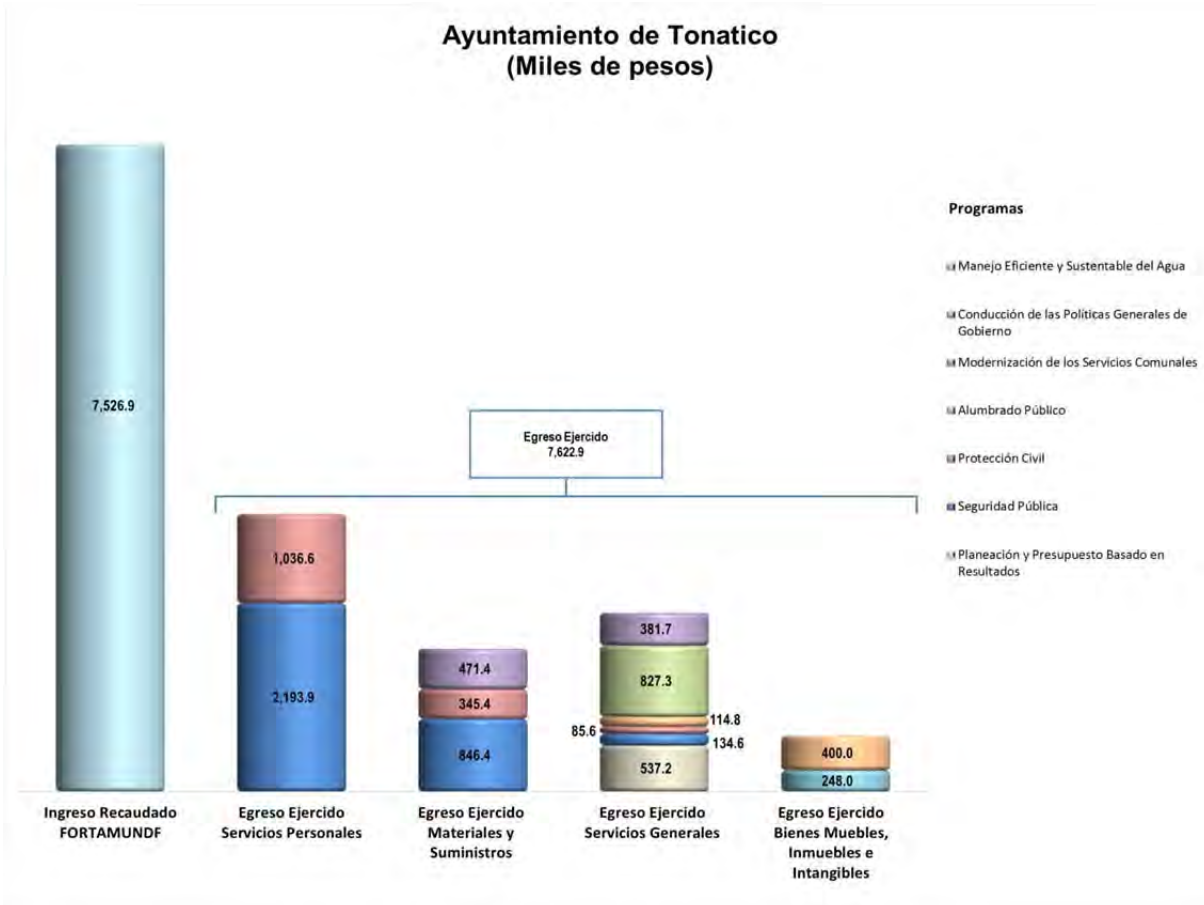 Ayuntamiento de Tonatico
(Miles de pesos)
7,526.9
Egreso Ejercido
7,622.9
1,036.6
2,193.9
471.4
345.4
846.4
381.7
827.3
114.8
85.6
134.6
537.2
400.0
248.0
Ingreso Recaudado
FORTAMUNDF
Egreso Ejercido
Servicios Personales
Egreso Ejercido
Materiales y
Suministros
Egreso Ejercido
Servicios Generales
Egreso Ejercido
Bienes Muebles,
Inmuebles e
Intangibles
Programas
Manejo Eficiente y Sustentable del Agua
Conducción de las Políticas Generales de
Gobierno
Modernización de los Servicios Comunales
Alumbrado Público
Protección Civil
Seguridad Pública
Planeación y Presupuesto Basado en
Resultados